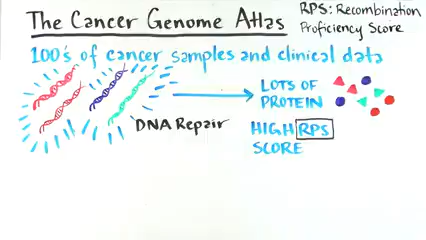 The Cancer Genome Atlas
RPS: Recombination
Proficiency Score
100's of cancer samples and clinical data
LOTS OF
PROTEIN
DNA Repair
HIGH RPS
SCORE